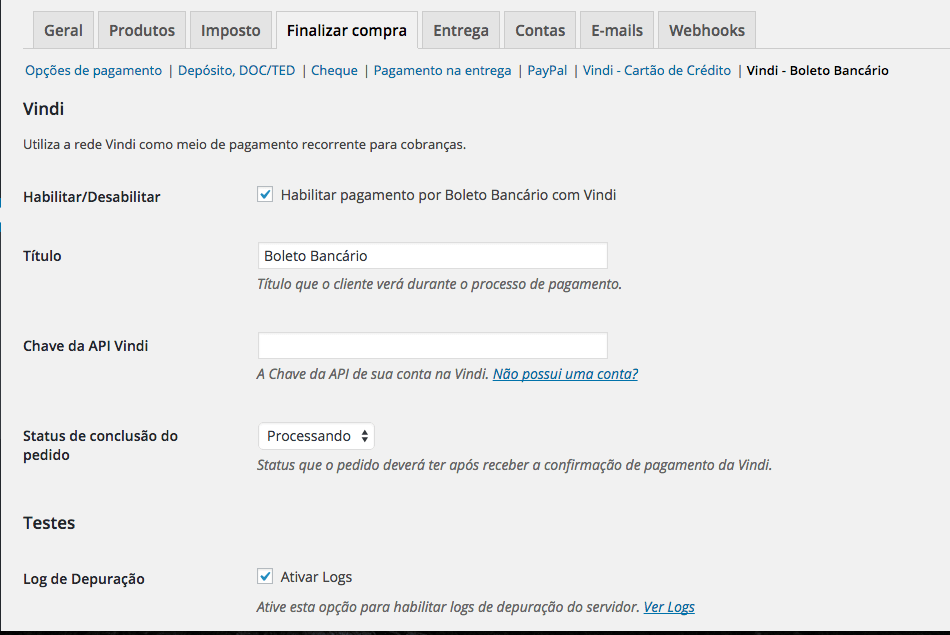 Geral Produtos Imposto Finalizar compra Entrega Contas E-mails Webhooks
Opções de pagamento | Depósito, DOC/TED | Cheque | Pagamento na entrega | PayPal | Vindi - Cartão de Crédito | Vindi - Boleto Bancário
Vindi
Utiliza a rede Vindi como meio de pagamento recorrente para cobranças.
Habilitar/Desabilitar Habilitar pagamento por Boleto Bancário com Vindi
Título Boleto Bancário
Título que o cliente verá durante o processo de pagamento.
Chave da API Vindi
A Chave da API de sua conta na Vindi. Não possui uma conta?
Status de conclusão do
pedido
Processando
Status que o pedido deverá ter após receber a confirmação de pagamento da Vindi.
Testes
Log de Depuração Ativar Logs
Ative esta opção para habilitar logs de depuração do servidor. Ver Logs